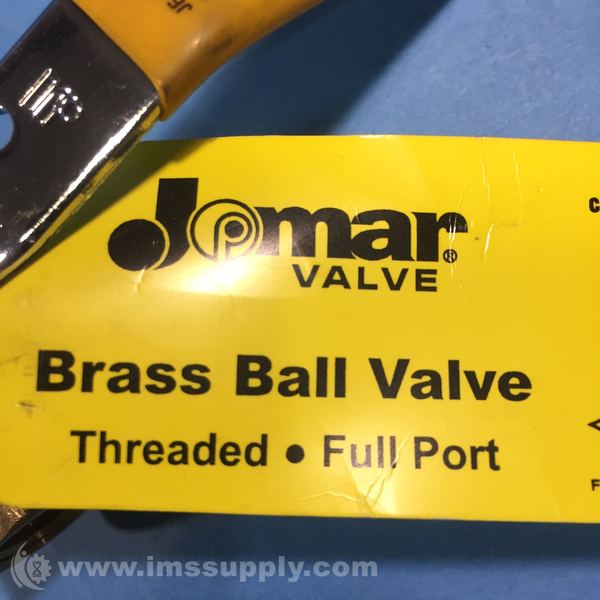 Jomar®
VALVE
Brass Ball Valve
Threaded • Full Port
www.imssupply.com